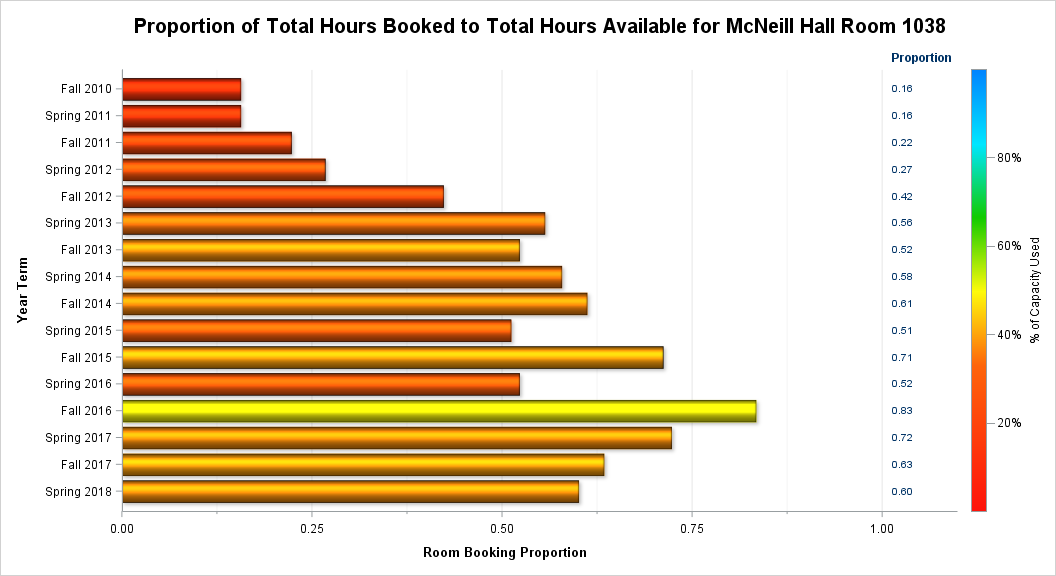 Proportion of Total Hours Booked to Total Hours Available for McNeill Hall Room 1038
Proportion
Fall 2010 0.16
Spring 2011 0.16
Fall 2011 0.22
Spring 2012 0.27
Fall 2012 0.42
Spring 2013 0.56
Fall 2013 0.52
Spring 2014 0.58
Fall 2014 0.61
Spring 2015 0.51
Fall 2015 0.71
Spring 2016 0.52
Fall 2016 0.83
Spring 2017 0.72
Fall 2017 0.63
Spring 2018 0.60
Year Term
0.00 0.25 0.50 0.75 1.00
Room Booking Proportion
80%
60%
40%
20%
% of Capacity Used